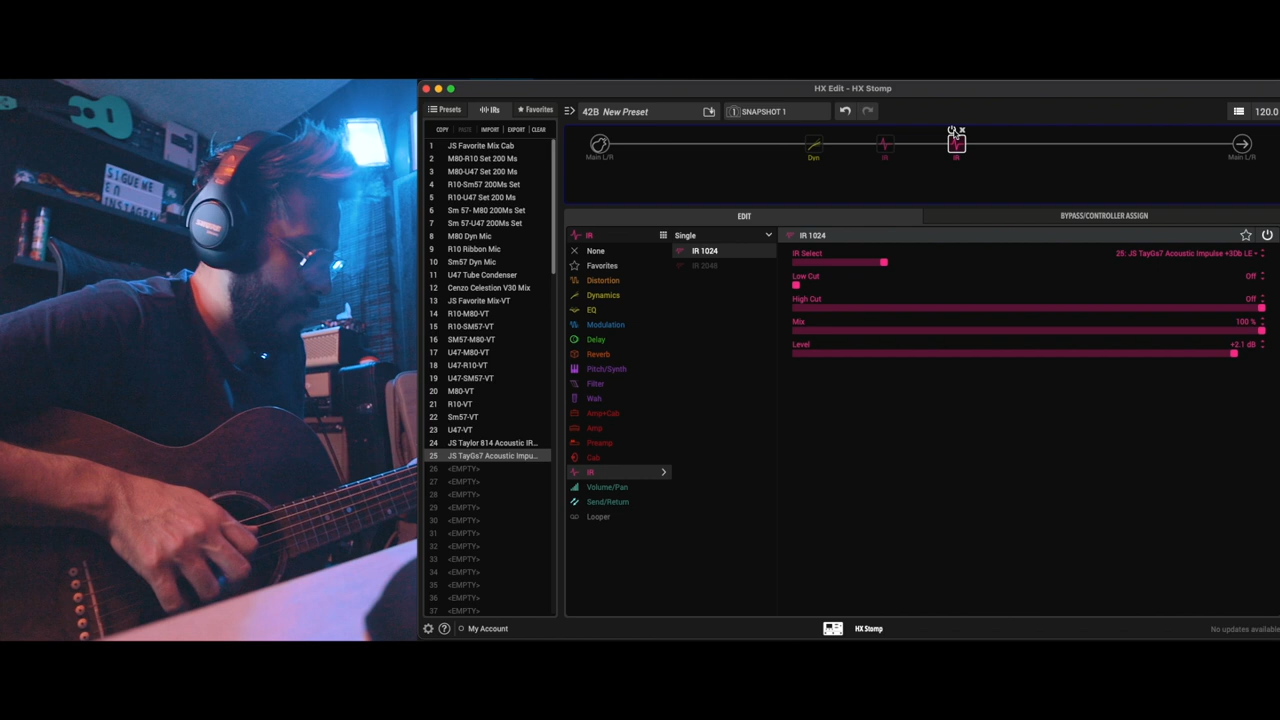 SIGUEME
EN
INSTAGRAM
HX Edit - HX Stomp
Presets
IRs
Favorites
42B New Preset
1 SNAPSHOT 1
120.0
COPY PASTE IMPORT EXPORT CLEAR
1 JS Favorite Mix Cab
2 M80-R10 Set 200 Ms
3 M80-U47 Set 200 Ms
4 R10-Sm57 200Ms Set
5 R10-U47 Set 200 Ms
6 Sm 57- M80 200Ms Set
7 Sm 57-U47 200Ms Set
8 M80 Dyn Mic
9 R10 Ribbon Mic
10 Sm57 Dyn Mic
11 U47 Tube Condenser
12 Cenzo Celestion V30 Mix
13 JS Favorite Mix-VT
14 R10-M80-VT
15 R10-SM57-VT
16 SM57-M80-VT
17 U47-M80-VT
18 U47-R10-VT
19 U47-SM57-VT
20 M80-VT
21 R10-VT
22 Sm57-VT
23 U47-VT
24 JS Taylor 814 Acoustic IR...
25 JS TayGs7 Acoustic Impu...
26 <EMPTY>
27 <EMPTY>
28 <EMPTY>
29 <EMPTY>
30 <EMPTY>
31 <EMPTY>
32 <EMPTY>
33 <EMPTY>
34 <EMPTY>
35 <EMPTY>
36 <EMPTY>
37 <EMPTY>
Main L/R
Dyn
IR
IR
Main L/R
EDIT
BYPASS/CONTROLLER ASSIGN
IR
None
Favorites
Distortion
Dynamics
EQ
Modulation
Delay
Reverb
Pitch/Synth
Filter
Wah
Amp+Cab
Amp
Preamp
Cab
IR
Volume/Pan
Send/Return
Looper
Single
IR 1024
IR 2048
IR 1024
IR Select 25: JS TayGs7 Acoustic Impulse +3Db LE -
Low Cut Off
High Cut Off
Mix 100 %
Level +2.1 dB
My Account
HX Stomp
No updates available